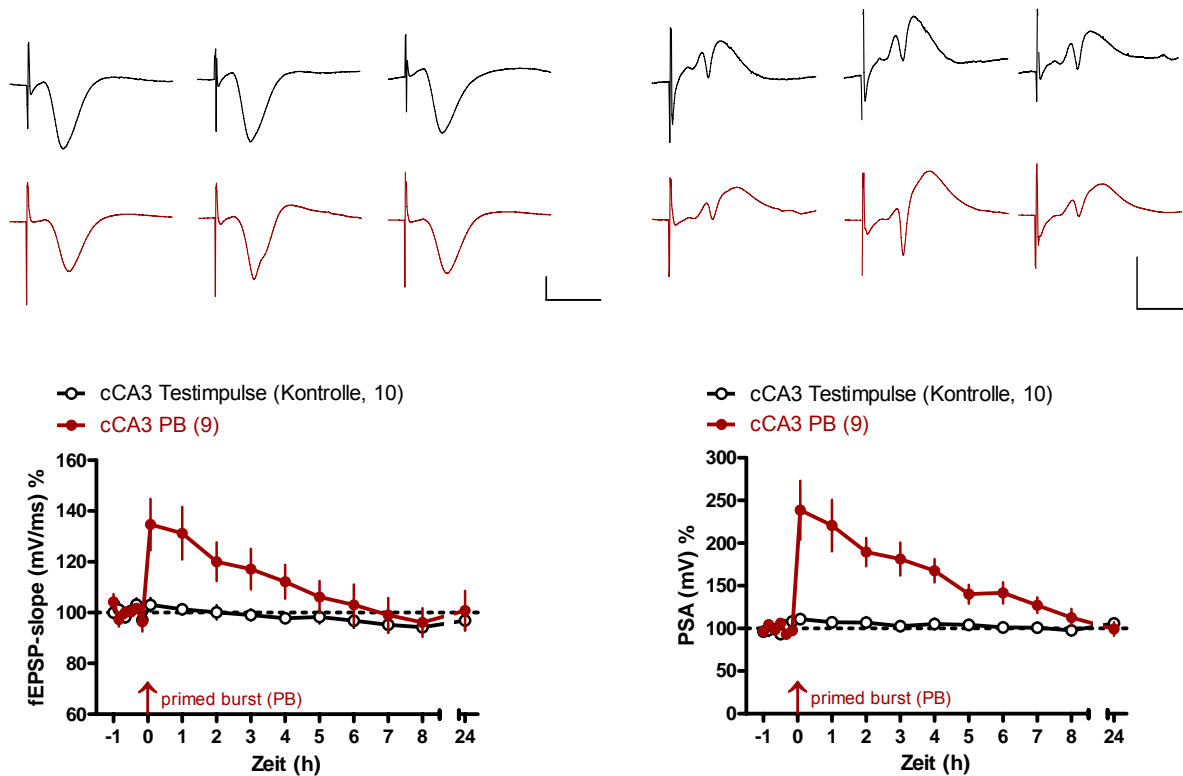 cCA3 Testimpulse (Kontrolle, 10)
cCA3 PB (9)
fEPSP-slope (mV/ms) %
160
140
120
100
80
60
primed burst (PB)
-1 0 1 2 3 4 5 6 7 8 24
Zeit (h)
cCA3 Testimpulse (Kontrolle, 10)
cCA3 PB (9)
PSA (mV) %
300
250
200
150
100
50
0
primed burst (PB)
-1 0 1 2 3 4 5 6 7 8 24
Zeit (h)